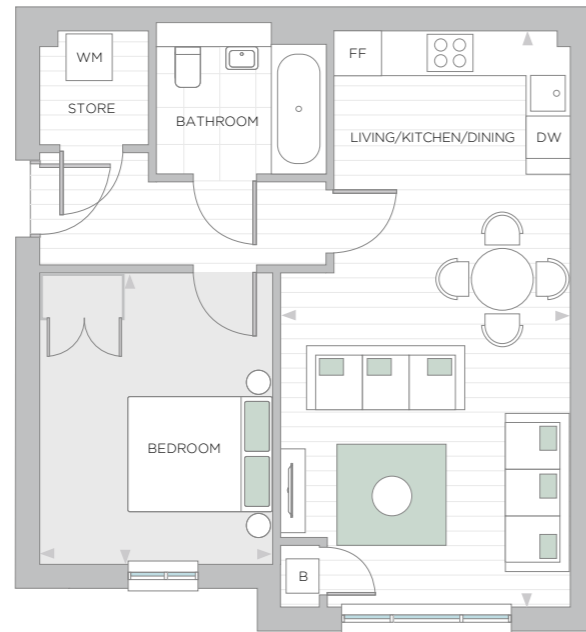 WM
STORE
BATHROOM
FF
LIVING/KITCHEN/DINING
DW
BEDROOM
B